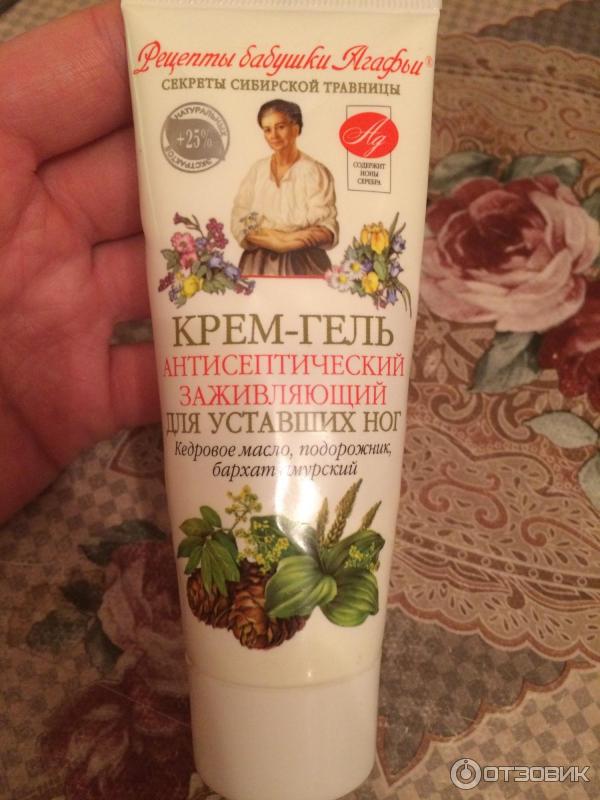 Рецепты бабушки Агафьи®
СЕКРЕТЫ СИБИРСКОЙ ТРАВНИЦЫ
НАТУРАЛЬНЫХ
+25%
ЭКСТРАКТОВ
Ag
СОДЕРЖИТ
ИОНЫ
СЕРЕБРА
КРЕМ-ГЕЛЬ
АНТИСЕПТИЧЕСКИЙ
ЗАЖИВЛЯЮЩИЙ
ДЛЯ УСТАВШИХ НОГ
Кедровое масло, подорожник,
бархат амурский
ОТЗОВИК